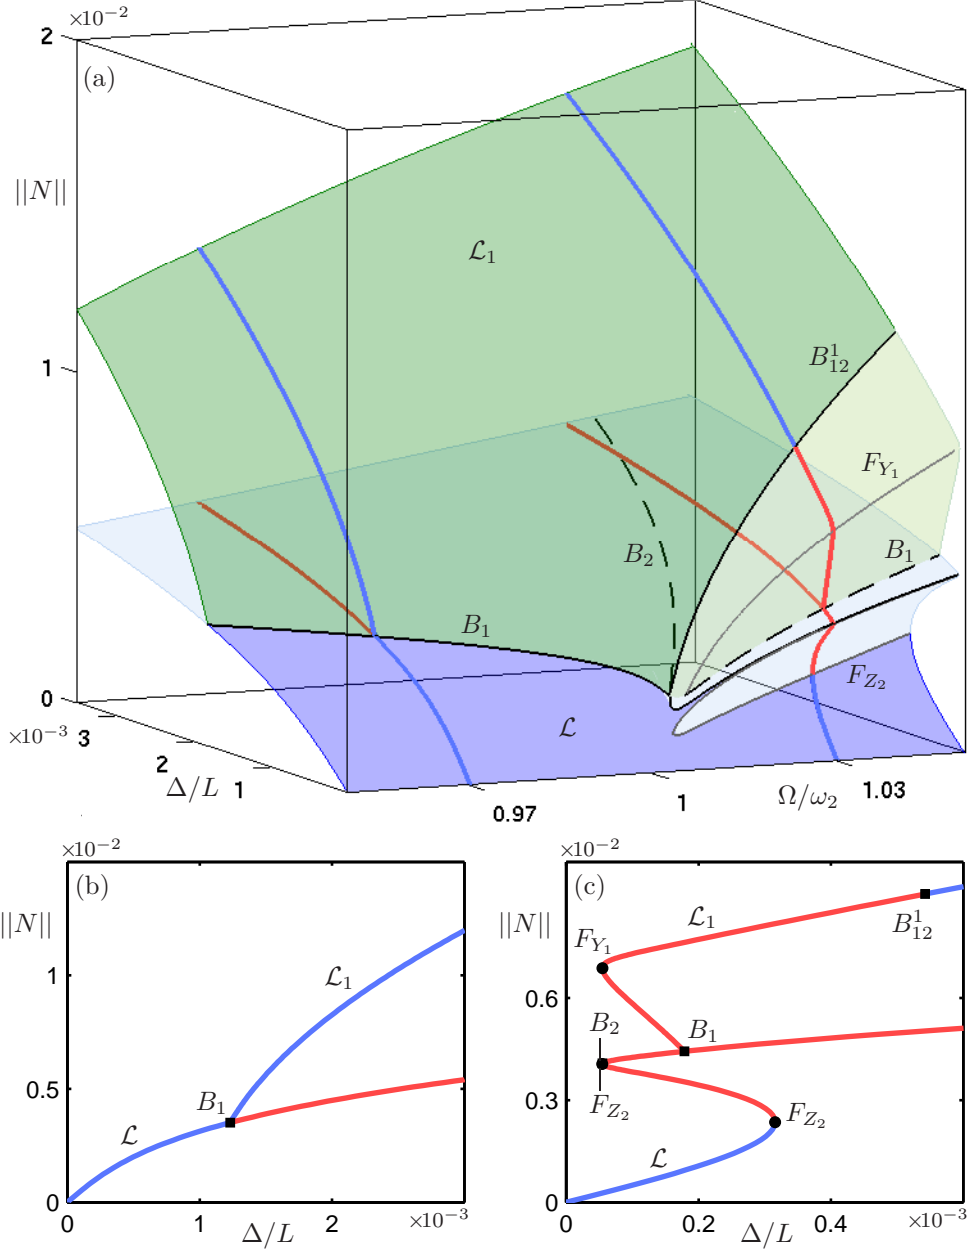 ×10⁻²
2
(a)
||N||
ℒ₁
1
B¹₁₂
F_{Y₁}
B₂
B₁
B₁
F_{Z₂}
0
×10⁻³ 3
ℒ
2
Δ/L 1
0.97
1
Ω/ω₂
1.03
×10⁻²
(b)
||N||
1
ℒ₁
0.5
B₁
ℒ
0
0
1
Δ/L
2
×10⁻³
×10⁻²
(c)
||N||
ℒ₁
B¹₁₂
F_{Y₁}
0.6
B₂
B₁
F_{Z₂}
F_{Z₂}
0.3
ℒ
0
0
0.2
Δ/L
0.4
×10⁻³